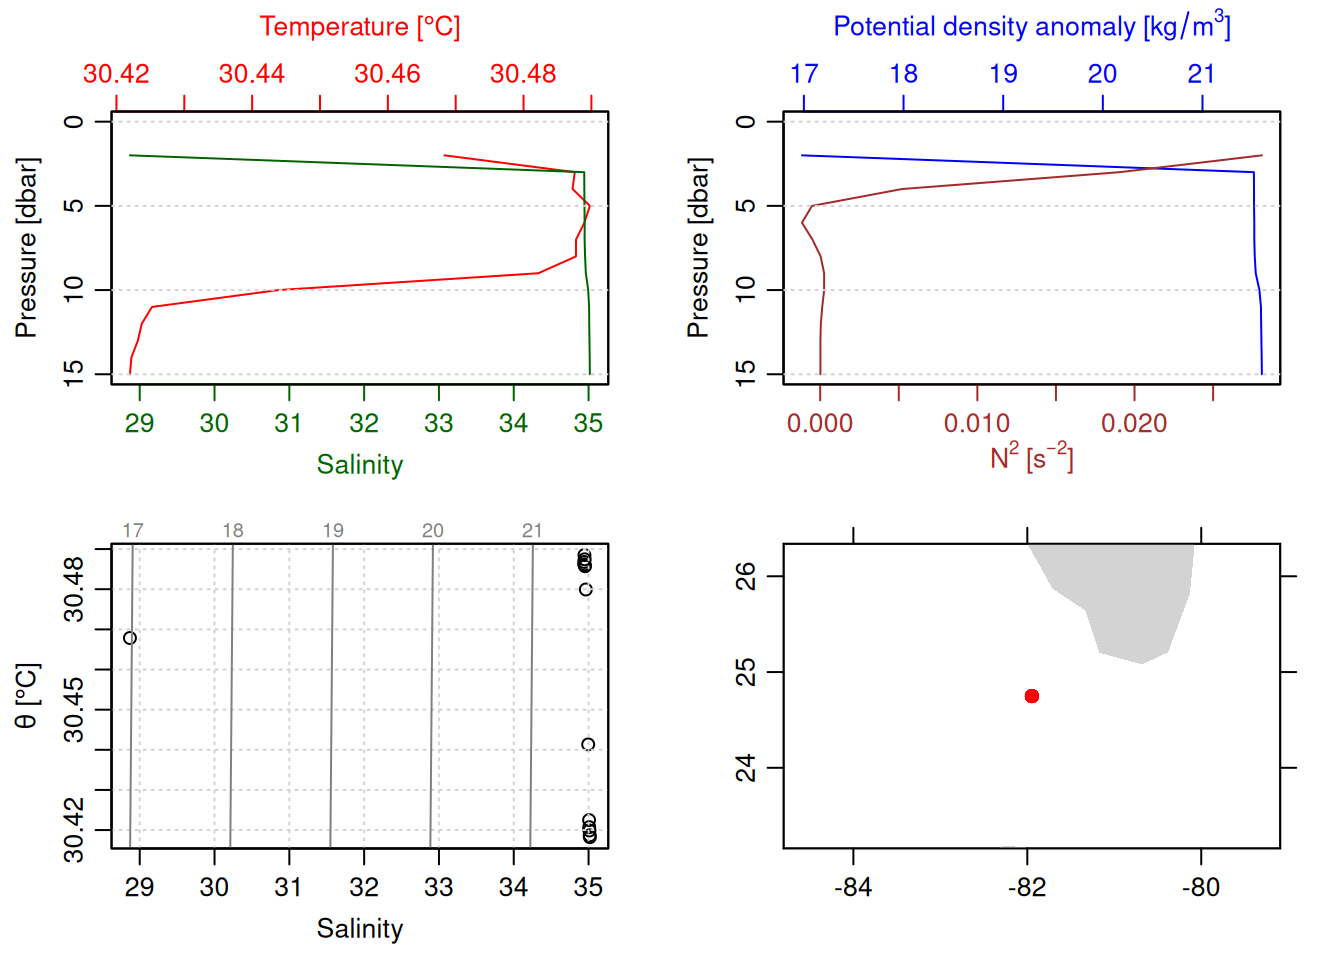 Temperature [°C]
30.42 30.44 30.46 30.48
Pressure [dbar]
0
5
10
15
29 30 31 32 33 34 35
Salinity
Potential density anomaly [kg/m³]
17 18 19 20 21
Pressure [dbar]
0
5
10
15
0.000 0.010 0.020
N² [s⁻²]
17 18 19 20 21
θ [°C]
30.48
30.45
30.42
29 30 31 32 33 34 35
Salinity
26
25
24
-84 -82 -80